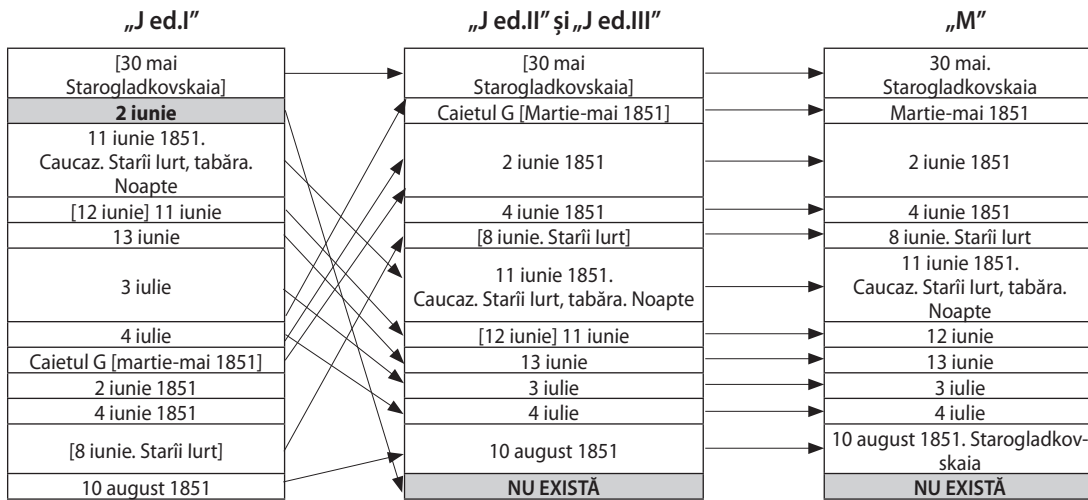 „J ed.I”
[30 mai
Starogladkovskaia]
2 iunie
11 iunie 1851.
Caucaz. Starîi Iurt, tabăra.
Noapte
[12 iunie] 11 iunie
13 iunie
3 iulie
4 iulie
Caietul G [martie-mai 1851]
2 iunie 1851
4 iunie 1851
[8 iunie. Starîi Iurt]
10 august 1851
„J ed.II” și „J ed.III”
[30 mai
Starogladkovskaia]
Caietul G [Martie-mai 1851]
2 iunie 1851
4 iunie 1851
[8 iunie. Starîi Iurt]
11 iunie 1851.
Caucaz. Starîi Iurt, tabăra. Noapte
[12 iunie] 11 iunie
13 iunie
3 iulie
4 iulie
10 august 1851
NU EXISTĂ
„M”
30 mai.
Starogladkovskaia
Martie-mai 1851
2 iunie 1851
4 iunie 1851
8 iunie. Starîi Iurt
11 iunie 1851.
Caucaz. Starîi Iurt, tabăra.
Noapte
12 iunie
13 iunie
3 iulie
4 iulie
10 august 1851. Starogladkov-
skaia
NU EXISTĂ